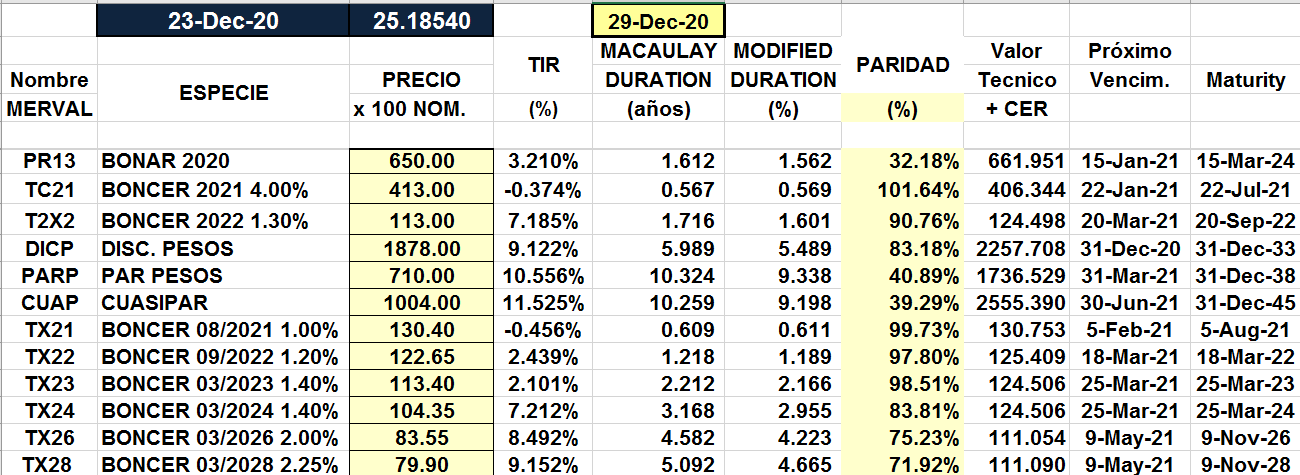 23-Dec-20 25.18540 29-Dec-20
MACAULAY MODIFIED Valor Próximo
TIR PARIDAD
Nombre PRECIO DURATION DURATION Tecnico Vencim. Maturity
ESPECIE
MERVAL x 100 NOM. (%) (años) (%) (%) + CER
PR13 BONAR 2020 650.00 3.210% 1.612 1.562 32.18% 661.951 15-Jan-21 15-Mar-24
TC21 BONCER 2021 4.00% 413.00 -0.374% 0.567 0.569 101.64% 406.344 22-Jan-21 22-Jul-21
T2X2 BONCER 2022 1.30% 113.00 7.185% 1.716 1.601 90.76% 124.498 20-Mar-21 20-Sep-22
DICP DISC. PESOS 1878.00 9.122% 5.989 5.489 83.18% 2257.708 31-Dec-20 31-Dec-33
PARP PAR PESOS 710.00 10.556% 10.324 9.338 40.89% 1736.529 31-Mar-21 31-Dec-38
CUAP CUASIPAR 1004.00 11.525% 10.259 9.198 39.29% 2555.390 30-Jun-21 31-Dec-45
TX21 BONCER 08/2021 1.00% 130.40 -0.456% 0.609 0.611 99.73% 130.753 5-Feb-21 5-Aug-21
TX22 BONCER 09/2022 1.20% 122.65 2.439% 1.218 1.189 97.80% 125.409 18-Mar-21 18-Mar-22
TX23 BONCER 03/2023 1.40% 113.40 2.101% 2.212 2.166 98.51% 124.506 25-Mar-21 25-Mar-23
TX24 BONCER 03/2024 1.40% 104.35 7.212% 3.168 2.955 83.81% 124.506 25-Mar-21 25-Mar-24
TX26 BONCER 03/2026 2.00% 83.55 8.492% 4.582 4.223 75.23% 111.054 9-May-21 9-Nov-26
TX28 BONCER 03/2028 2.25% 79.90 9.152% 5.092 4.665 71.92% 111.090 9-May-21 9-Nov-28